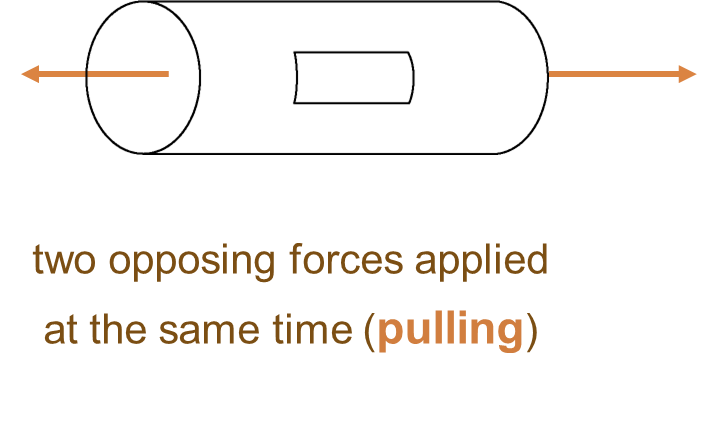 two opposing forces applied
at the same time (pulling)